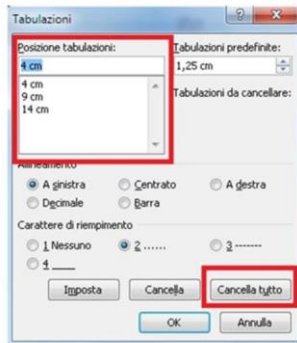 Tabulazioni
Posizione tabulazioni:
Tabulazioni predefinite:
4 cm
1,25 cm
4 cm
9 cm
14 cm
Tabulazioni da cancellare:
Allineamento
A sinistra
Centrato
A destra
Decimale
Barra
Carattere di riempimento
1 Nessuno
2 ......
3 -------
4 ___
Imposta
Cancella
Cancella tutto
OK
Annulla